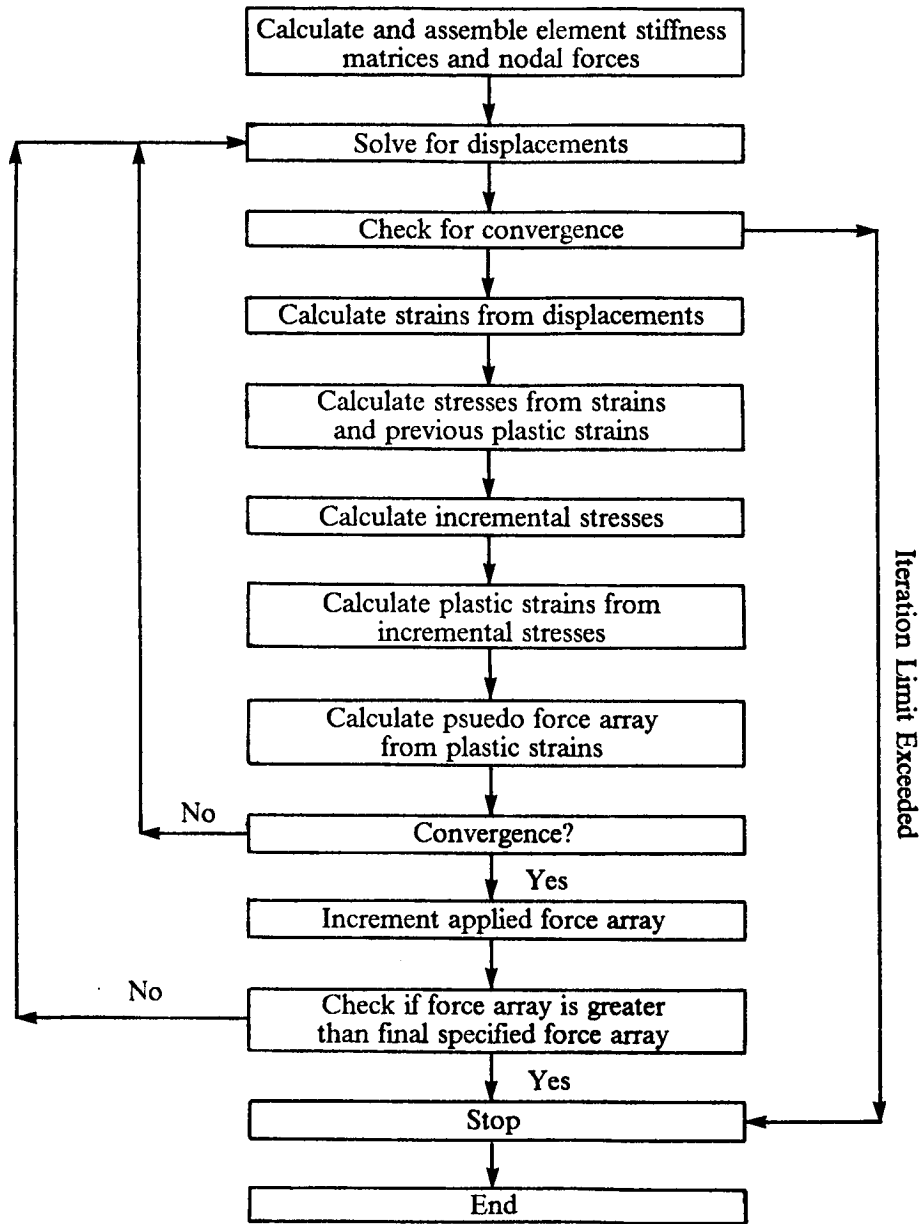 Calculate and assemble element stiffness
matrices and nodal forces
Solve for displacements
Check for convergence
Calculate strains from displacements
Calculate stresses from strains
and previous plastic strains
Calculate incremental stresses
Calculate plastic strains from
incremental stresses
Calculate psuedo force array
from plastic strains
No
Convergence?
Yes
Increment applied force array
No
Check if force array is greater
than final specified force array
Yes
Stop
End
Iteration Limit Exceeded